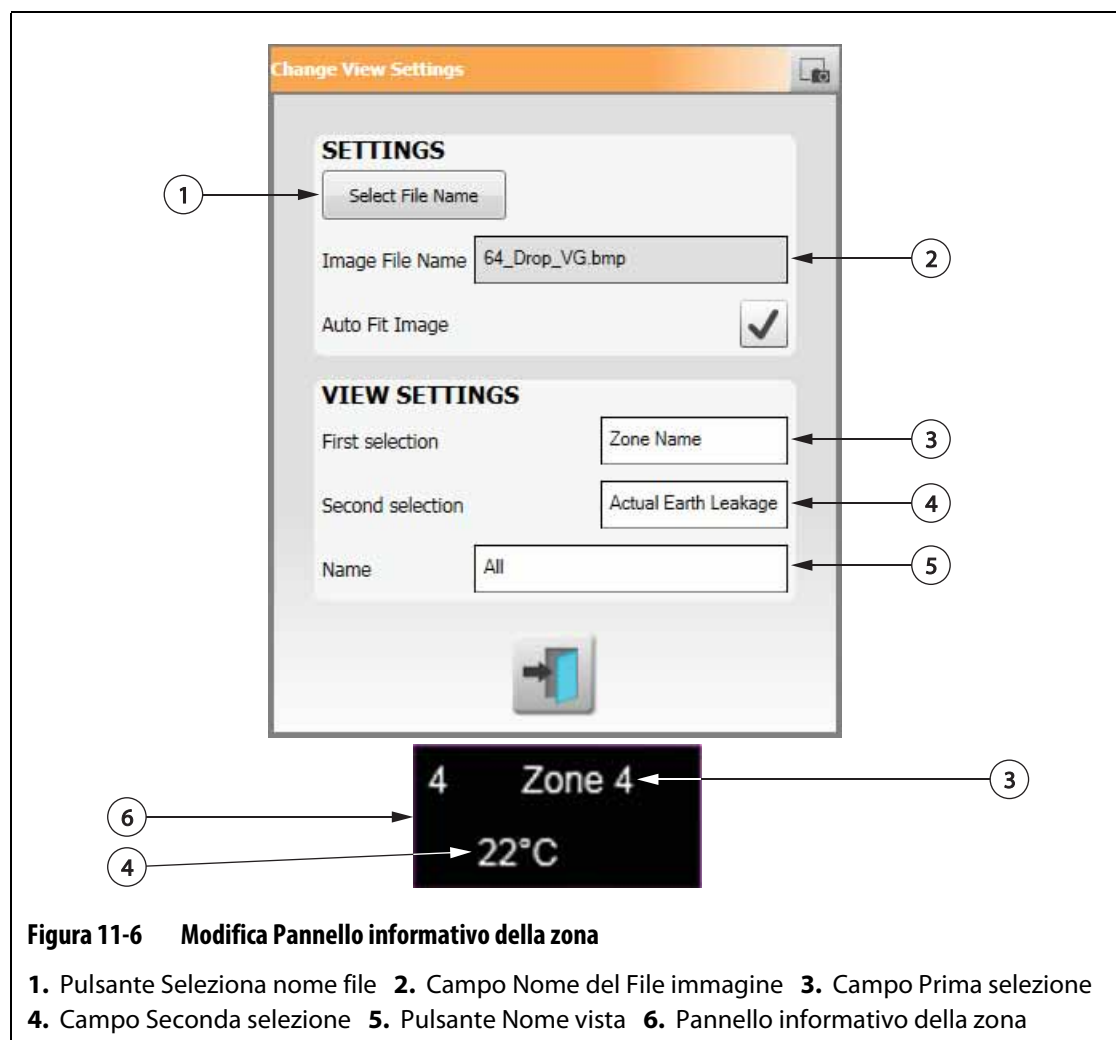 Change View Settings
SETTINGS
1
Select File Name
Image File Name 64_Drop_VG.bmp 2
Auto Fit Image
VIEW SETTINGS
First selection Zone Name 3
Second selection Actual Earth Leakage 4
Name All 5
4 Zone 4 3
6
4 22°C
Figura 11-6 Modifica Pannello informativo della zona
1. Pulsante Seleziona nome file 2. Campo Nome del File immagine 3. Campo Prima selezione
4. Campo Seconda selezione 5. Pulsante Nome vista 6. Pannello informativo della zona